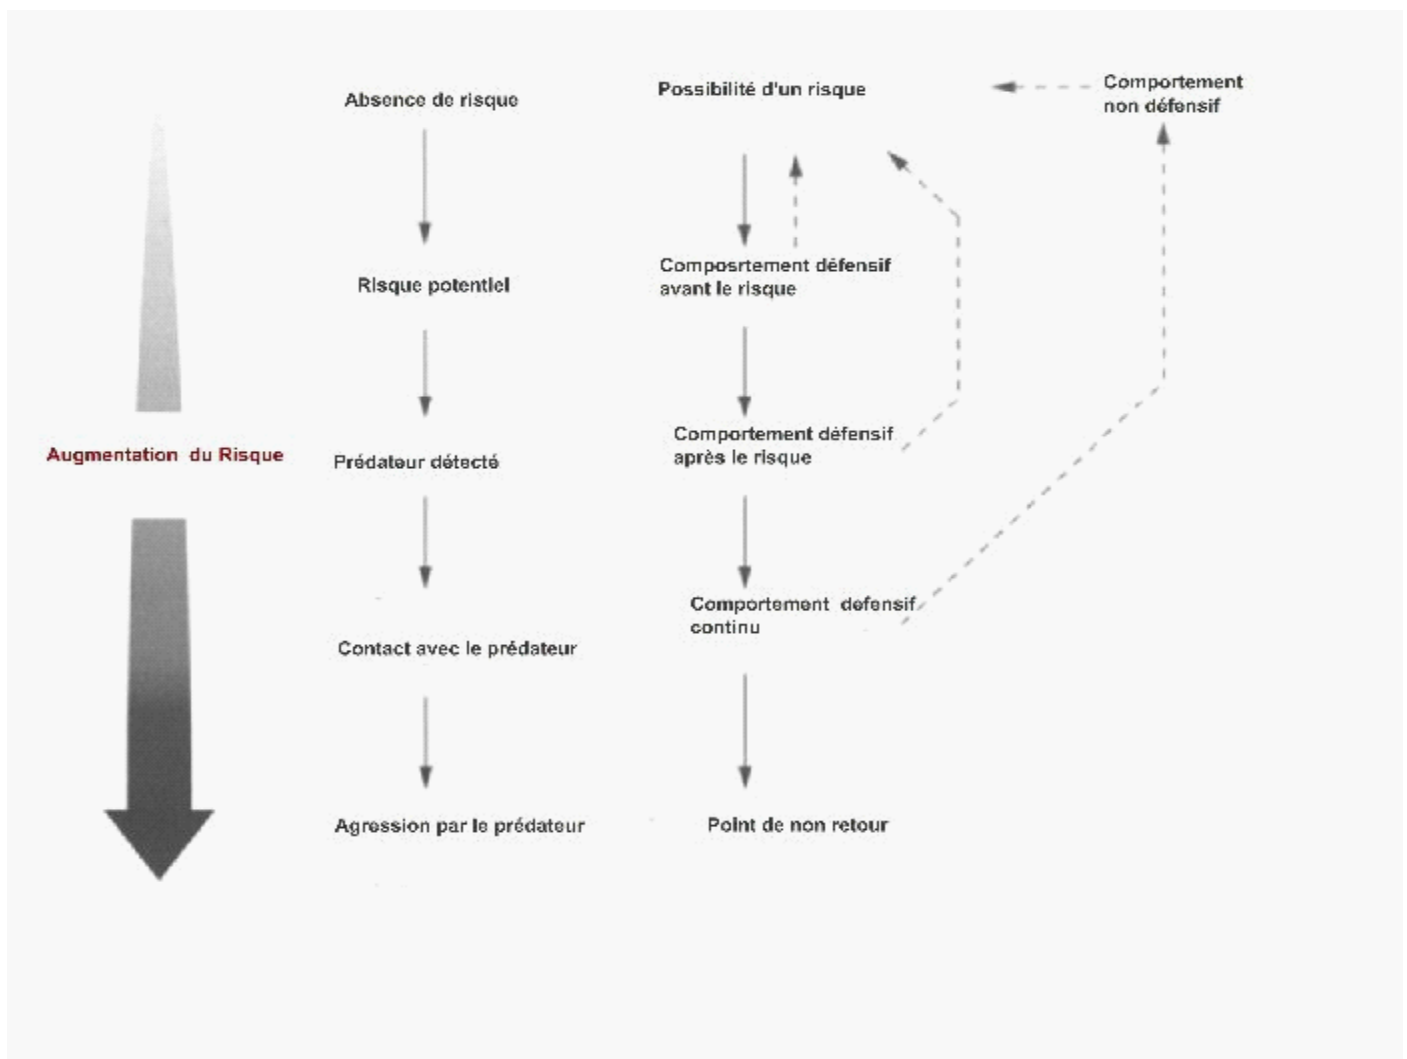 Absence de risque
Possibilité d'un risque
Comportement
non défensif
Risque potentiel
Composrtement défensif
avant le risque
Augmentation du Risque
Prédateur détecté
Comportement défensif
après le risque
Contact avec le prédateur
Comportement defensif
continu
Agression par le prédateur
Point de non retour